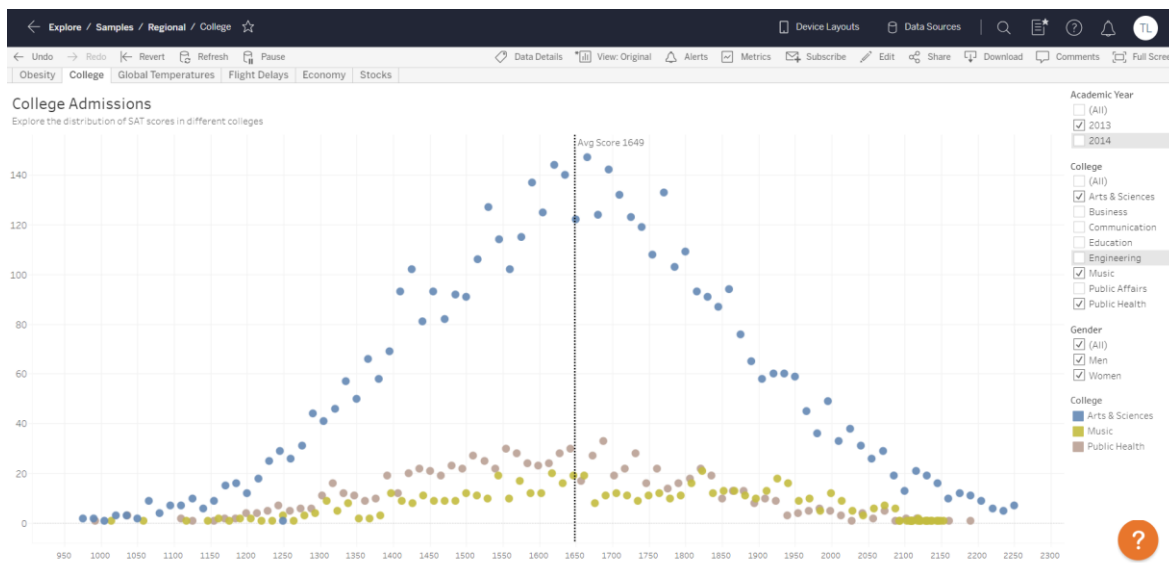 Explore / Samples / Regional / College
Device Layouts
Data Sources
?
TL
Undo
Redo
Revert
Refresh
Pause
Data Details
View: Original
Alerts
Metrics
Subscribe
Edit
Share
Download
Comments
Full Scree
Obesity
College
Global Temperatures
Flight Delays
Economy
Stocks
College Admissions
Explore the distribution of SAT scores in different colleges
Avg Score 1649
140
120
100
80
60
40
20
0
950 1000 1050 1100 1150 1200 1250 1300 1350 1400 1450 1500 1550 1600 1650 1700 1750 1800 1850 1900 1950 2000 2050 2100 2150 2200 2250 2300
Academic Year
(All)
2013
2014
College
(All)
Arts & Sciences
Business
Communication
Education
Engineering
Music
Public Affairs
Public Health
Gender
(All)
Men
Women
College
Arts & Sciences
Music
Public Health
?